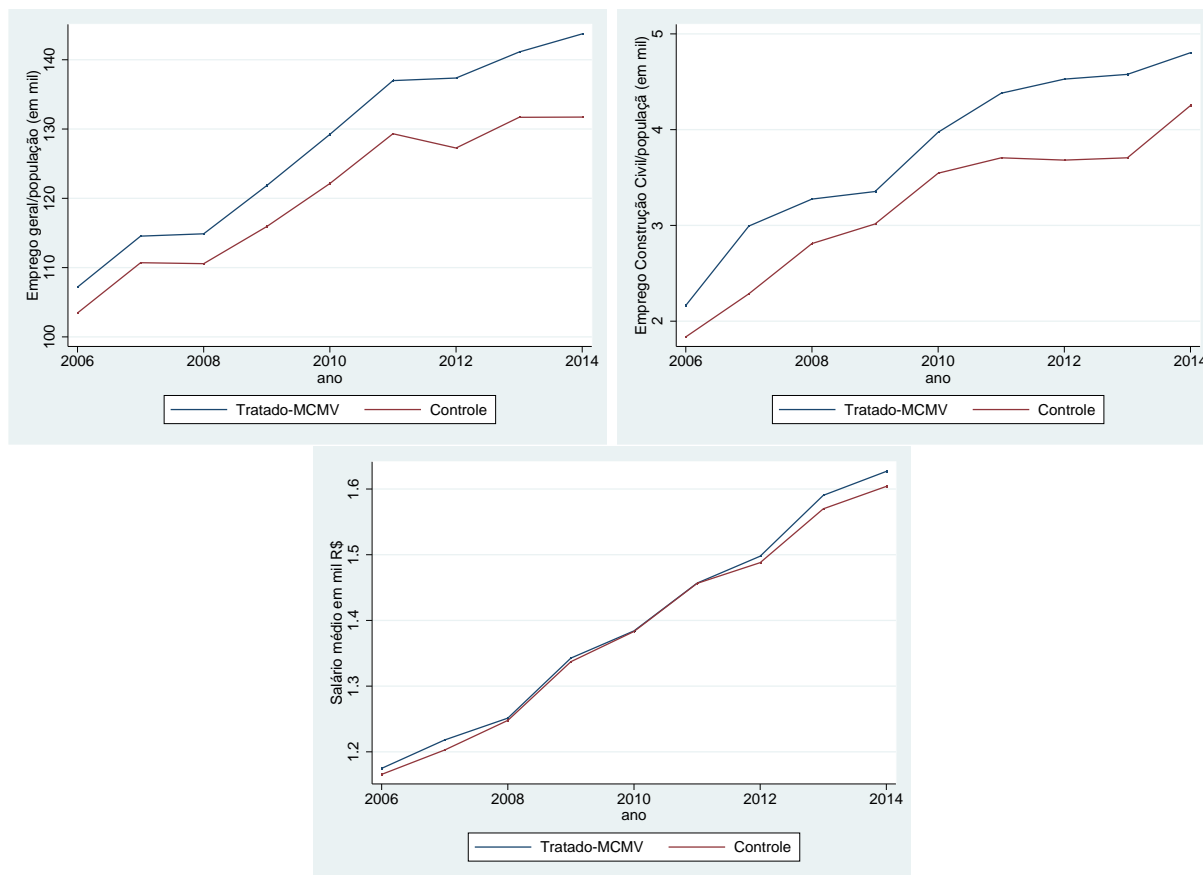 Emprego geral/população (em mil)
140
130
120
110
100
2006 2008 2010 2012 2014
ano
Tratado-MCMV Controle
Emprego Construção Civil/populaçã (em mil)
5
4
3
2
2006 2008 2010 2012 2014
ano
Tratado-MCMV Controle
Salário médio em mil R$
1.6
1.5
1.4
1.3
1.2
2006 2008 2010 2012 2014
ano
Tratado-MCMV Controle